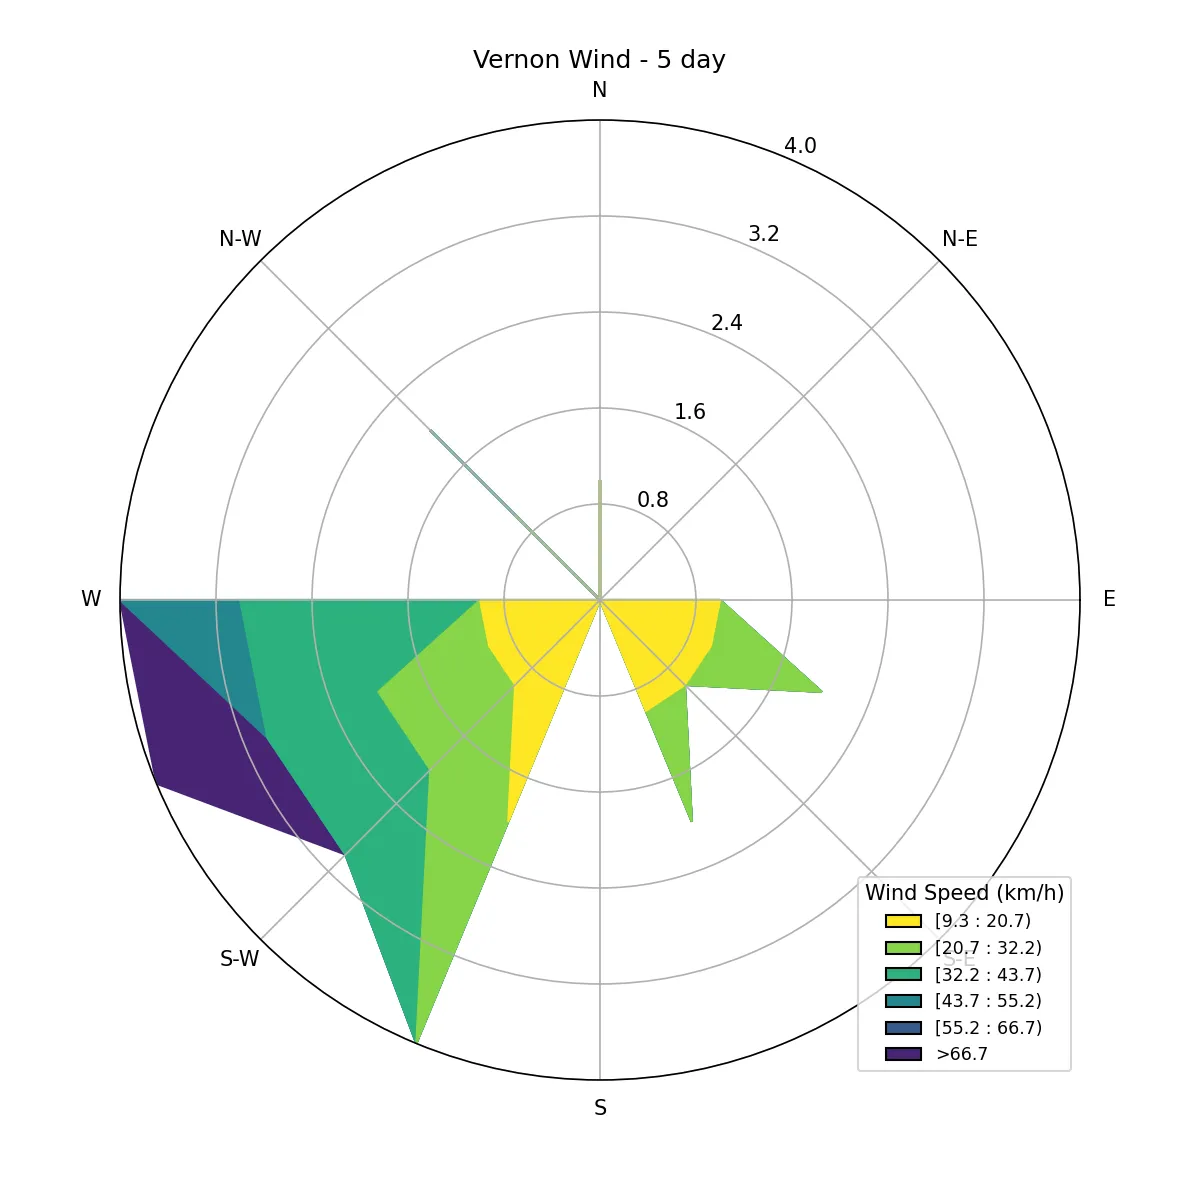 Vernon Wind - 5 day
N
4.0
N-W
3.2
N-E
2.4
1.6
0.8
W
E
Wind Speed (km/h)
[9.3 : 20.7)
[20.7 : 32.2)
S-W
S-E
[32.2 : 43.7)
[43.7 : 55.2)
[55.2 : 66.7)
>66.7
S